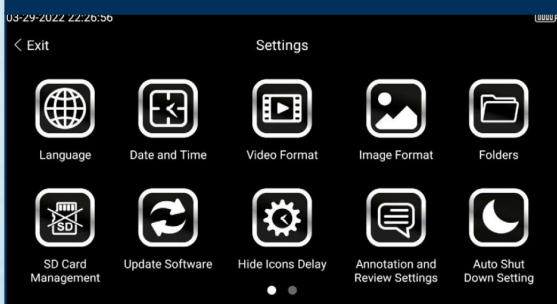 03-29-2022 22:26:56
Exit
Settings
Language
Date and Time
Video Format
Image Format
Folders
SD
SD Card
Management
Update Software
Hide Icons Delay
Annotation and
Review Settings
Auto Shut
Down Setting